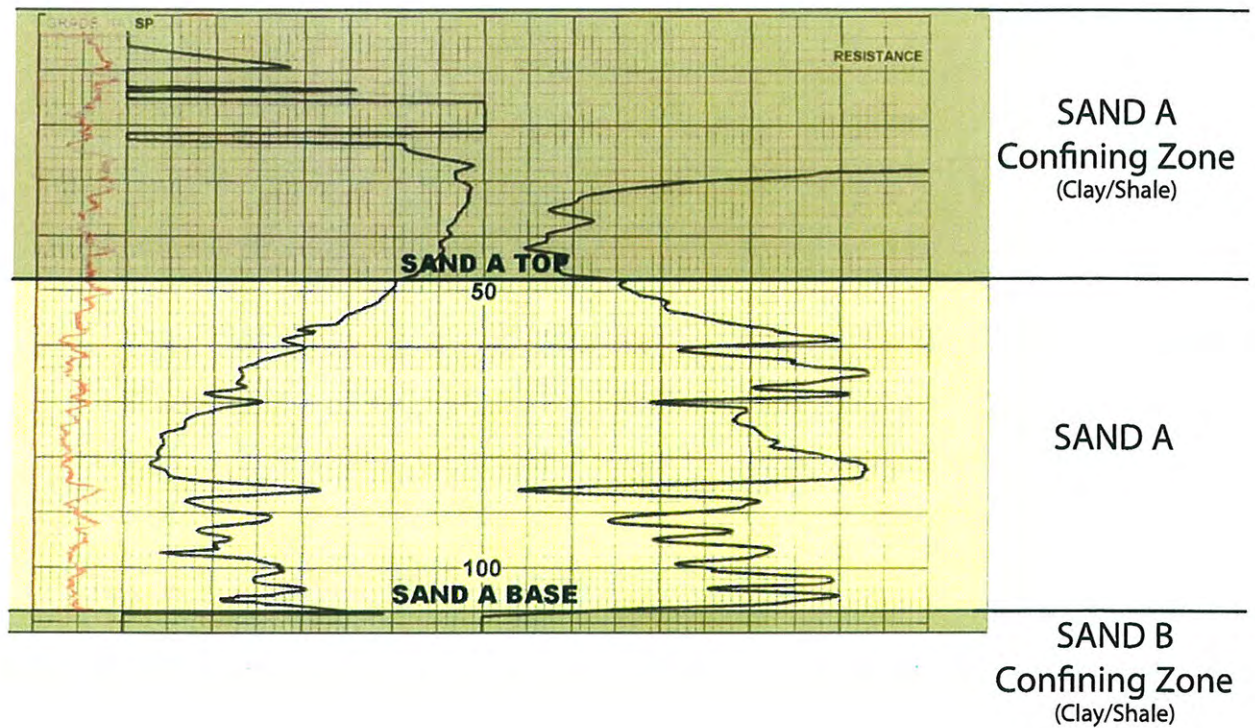 SP
RESISTANCE
SAND A
Confining Zone
(Clay/Shale)
SAND A TOP
50
SAND A
100
SAND A BASE
SAND B
Confining Zone
(Clay/Shale)